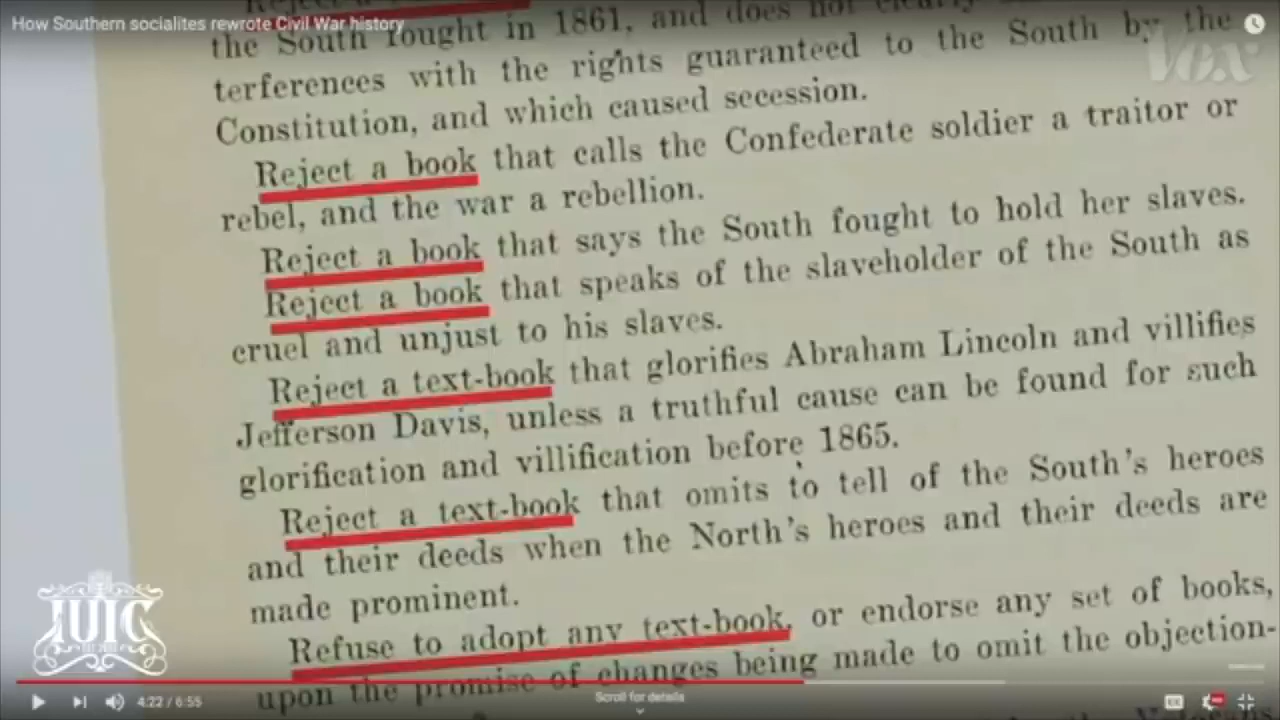 Reject a
How Southern socialites rewrote Civil War history
the South fought in 1861, and does not clearly
terferences with the rights guaranteed to the South by the
Vox
Constitution, and which caused secession.
Reject a book that calls the Confederate soldier a traitor or
rebel, and the war a rebellion.
Reject a book that says the South fought to hold her slaves.
Reject a book that speaks of the slaveholder of the South as
cruel and unjust to his slaves.
Reject a text-book that glorifies Abraham Lincoln and villifies
Jefferson Davis, unless a truthful cause can be found for such
glorification and villification before 1865.
Reject a text-book that omits to tell of the South's heroes
and their deeds when the North's heroes and their deeds are
made prominent.
IUIC
Refuse to adopt any text-book, or endorse any set of books,
upon the promise of changes being made to omit the objection-
4:22 / 6:55
Scroll for details
CC
HD